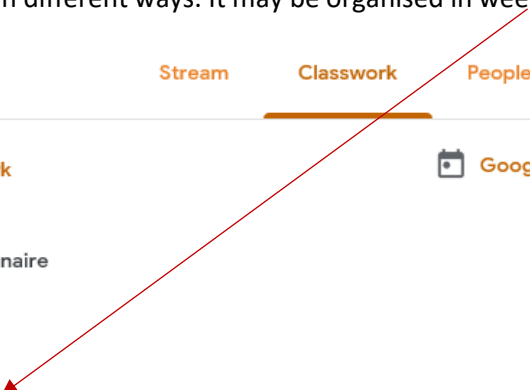 n different ways. It may be organised in wee
Stream Classwork People
k Goog
naire